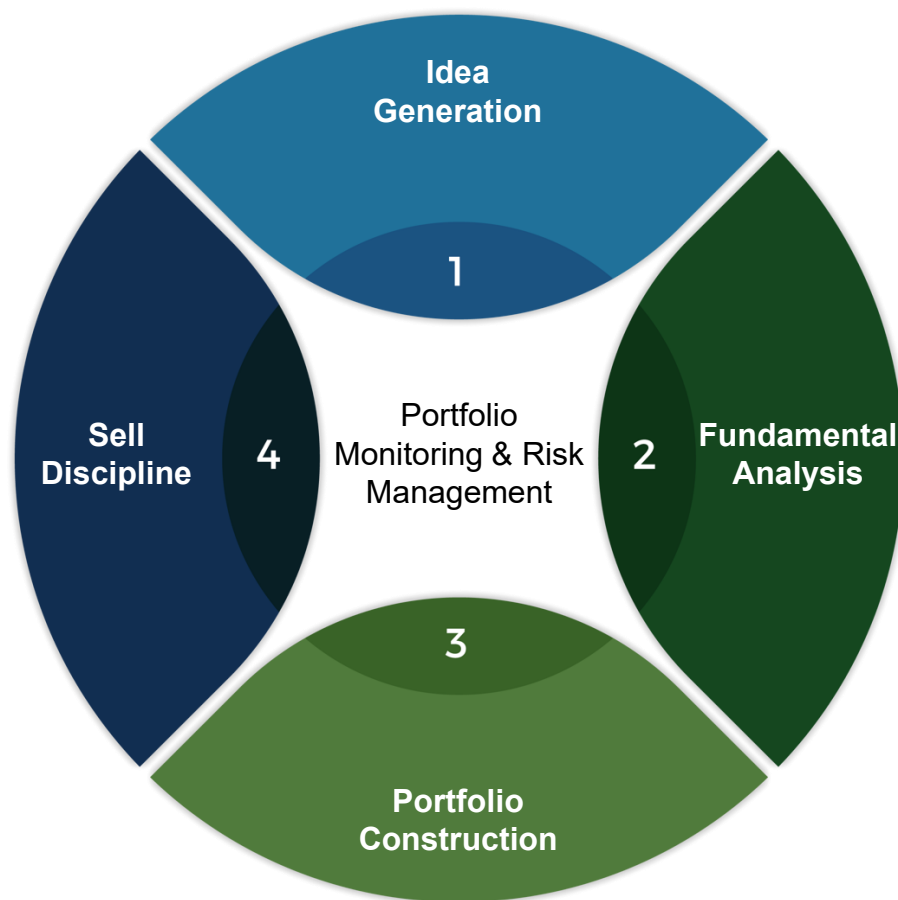 Idea
Generation
1
Fundamental
Analysis
2
Portfolio
Construction
3
Sell
Discipline
4
Portfolio
Monitoring & Risk
Management